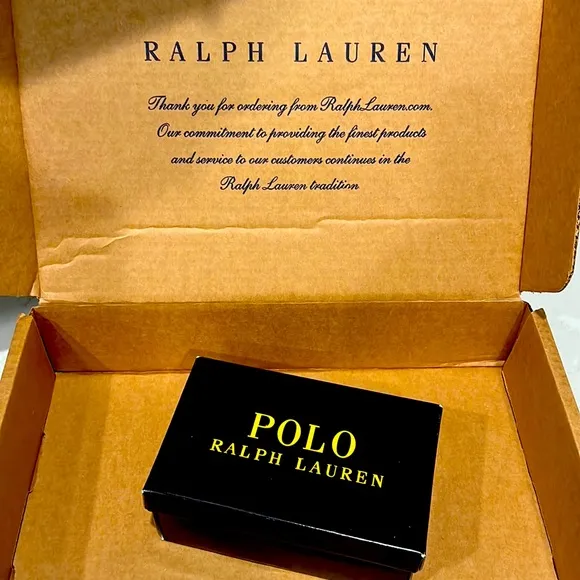 RALPH LAUREN
Thank you for ordering from RalphLauren.com.
Our commitment to providing the finest products
and service to our customers continues in the
Ralph Lauren tradition
POLO
RALPH LAUREN